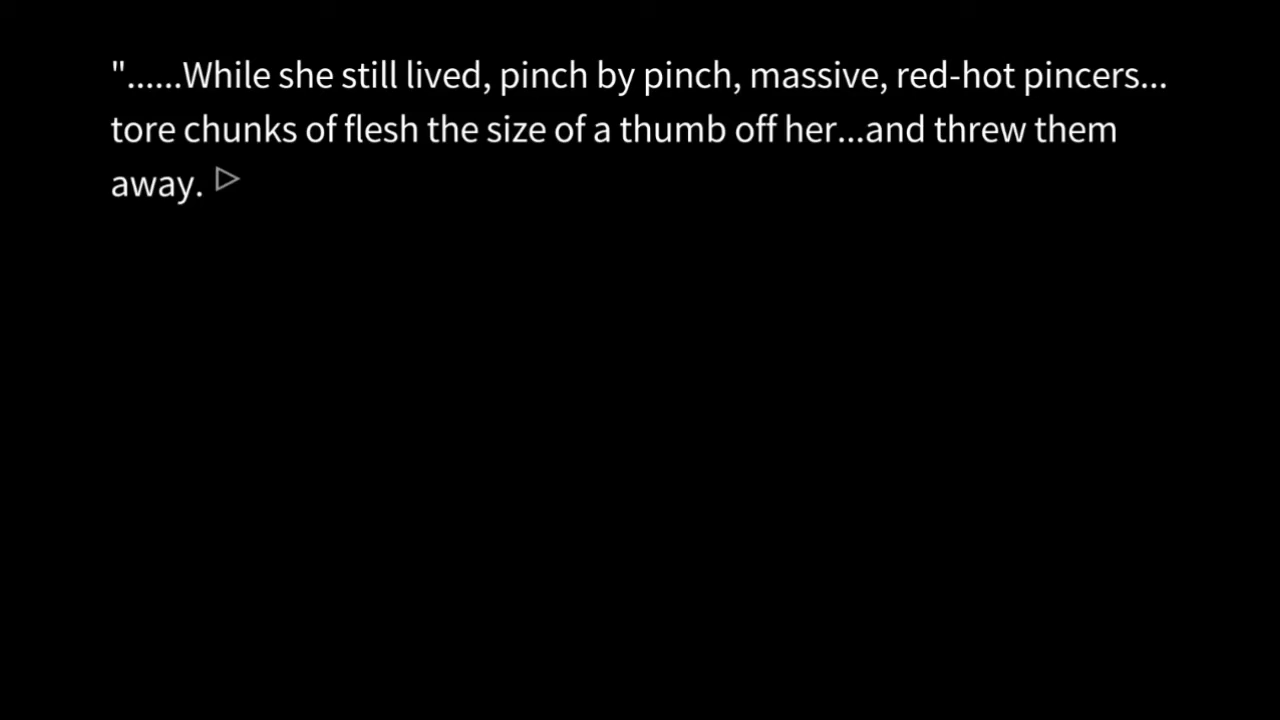 "......While she still lived, pinch by pinch, massive, red-hot pincers...
tore chunks of flesh the size of a thumb off her...and threw them
away.